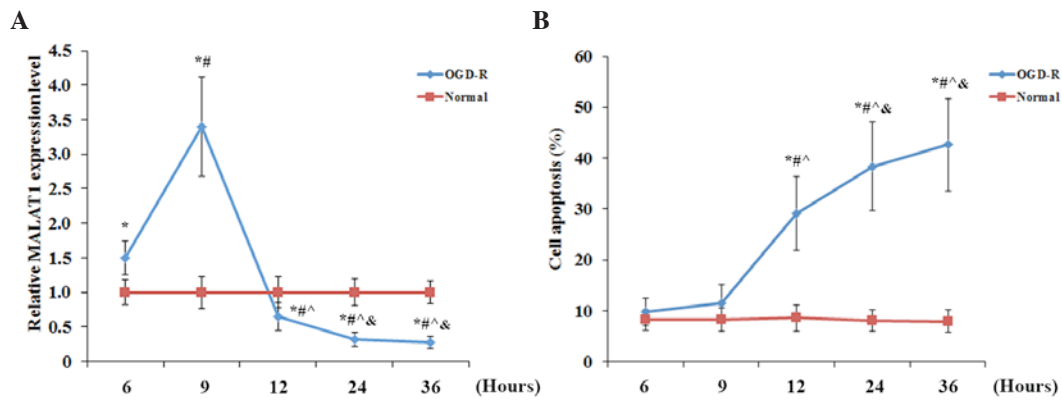 A
Relative MALAT1 expression level
4.5
4.0
3.5
3.0
2.5
2.0
1.5
1.0
0.5
0
*
*#
*#^
*#^&
*#^&
OGD-R
Normal
6 9 12 24 36 (Hours)
B
Cell apoptosis (%)
60
50
40
30
20
10
0
*#^
*#^&
*#^&
OGD-R
Normal
6 9 12 24 36 (Hours)